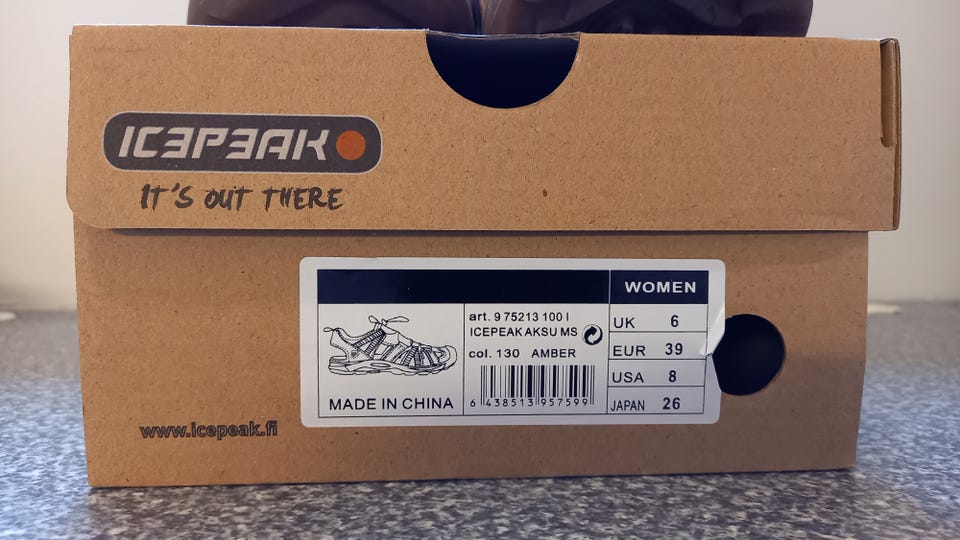 ICEPEAK
IT'S OUT THERE
WOMEN
art. 9 75213 100 I
ICEPEAK AKSU MS
col. 130 AMBER
6 438513 957599
MADE IN CHINA
UK 6
EUR 39
USA 8
JAPAN 26
www.icepeak.fi